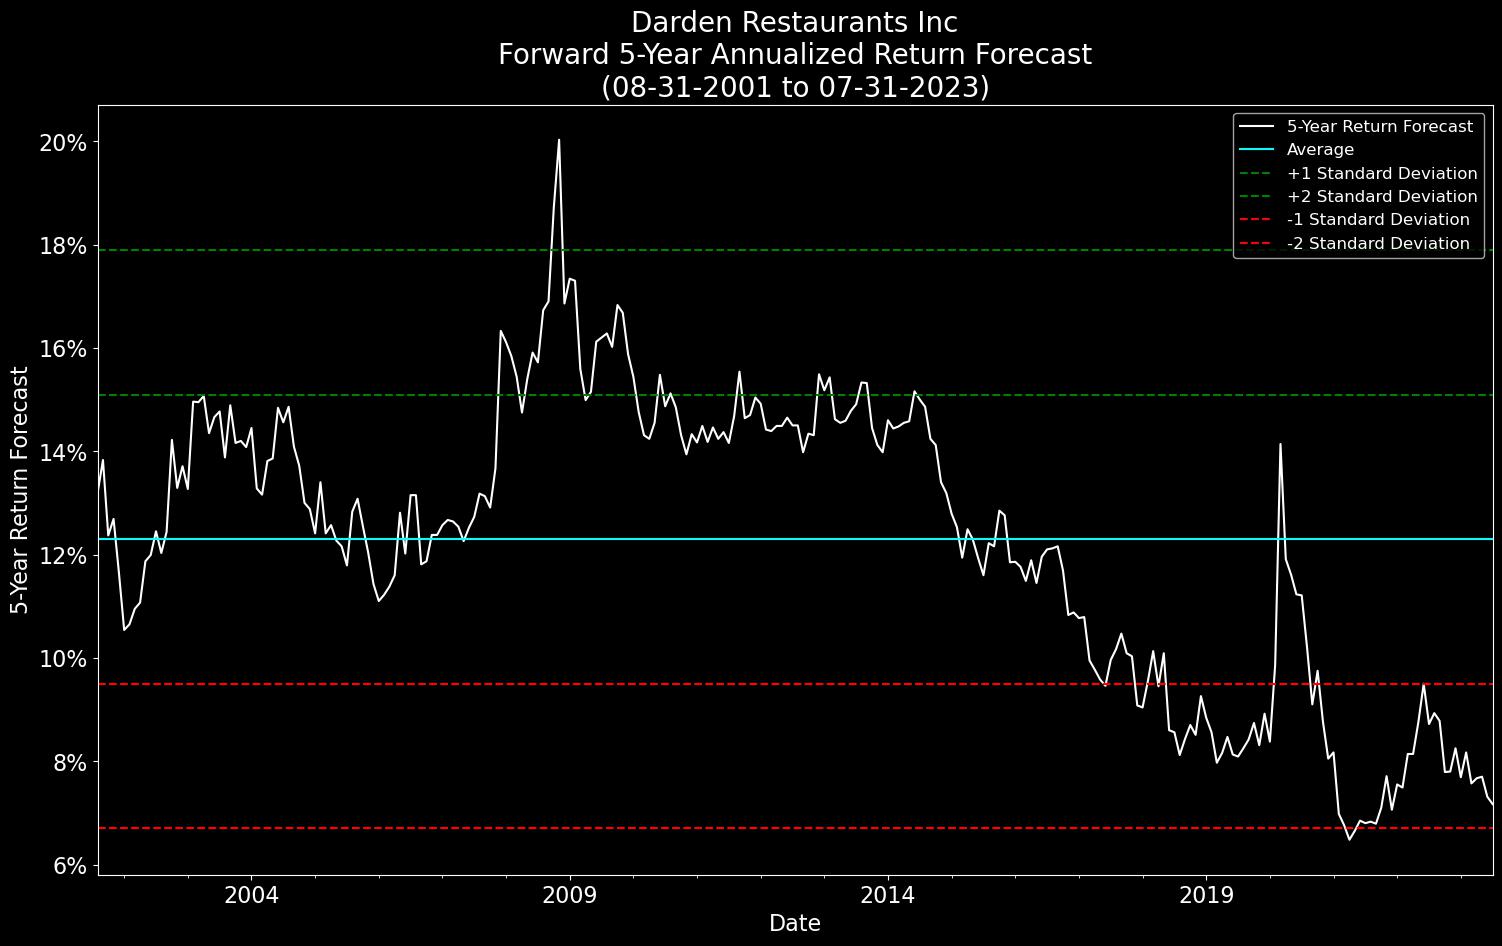 Darden Restaurants Inc
Forward 5-Year Annualized Return Forecast
(08-31-2001 to 07-31-2023)
5-Year Return Forecast
Average
+1 Standard Deviation
+2 Standard Deviation
-1 Standard Deviation
-2 Standard Deviation
20%
18%
16%
14%
12%
10%
8%
6%
5-Year Return Forecast
2004
2009
2014
2019
Date